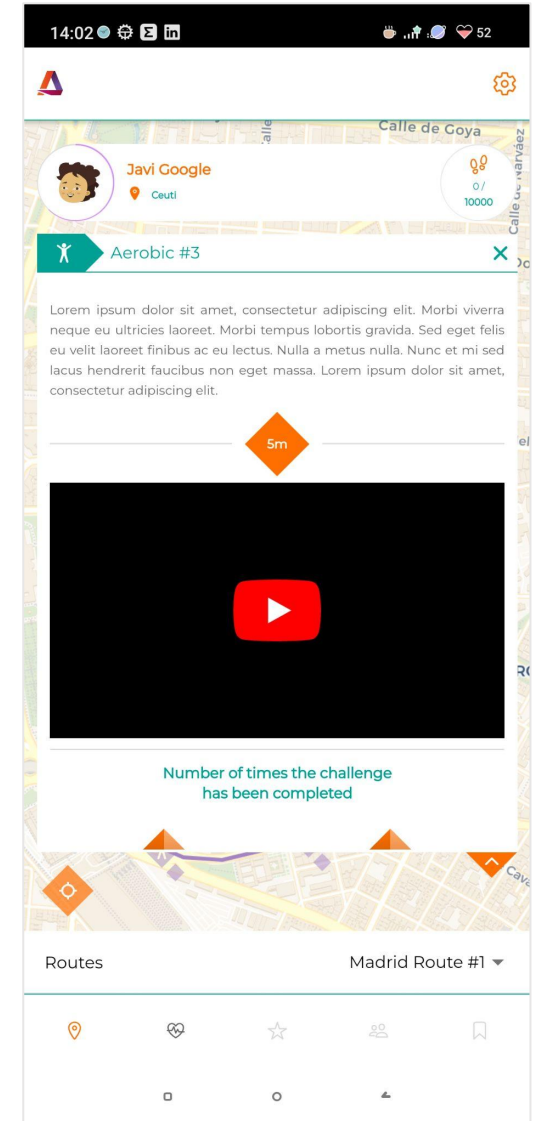 14:02
52
Calle de Goya
Calle
Calle de Narváez
Javi Google
Ceuti
0 /
10000
Aerobic #3
Lorem ipsum dolor sit amet, consectetur adipiscing elit. Morbi viverra
neque eu ultricies laoreet. Morbi tempus lobortis gravida. Sed eget felis
eu velit laoreet finibus ac eu lectus. Nulla a metus nulla. Nunc et mi sed
lacus hendrerit faucibus non eget massa. Lorem ipsum dolor sit amet,
consectetur adipiscing elit.
5m
Number of times the challenge
has been completed
Routes
Madrid Route #1